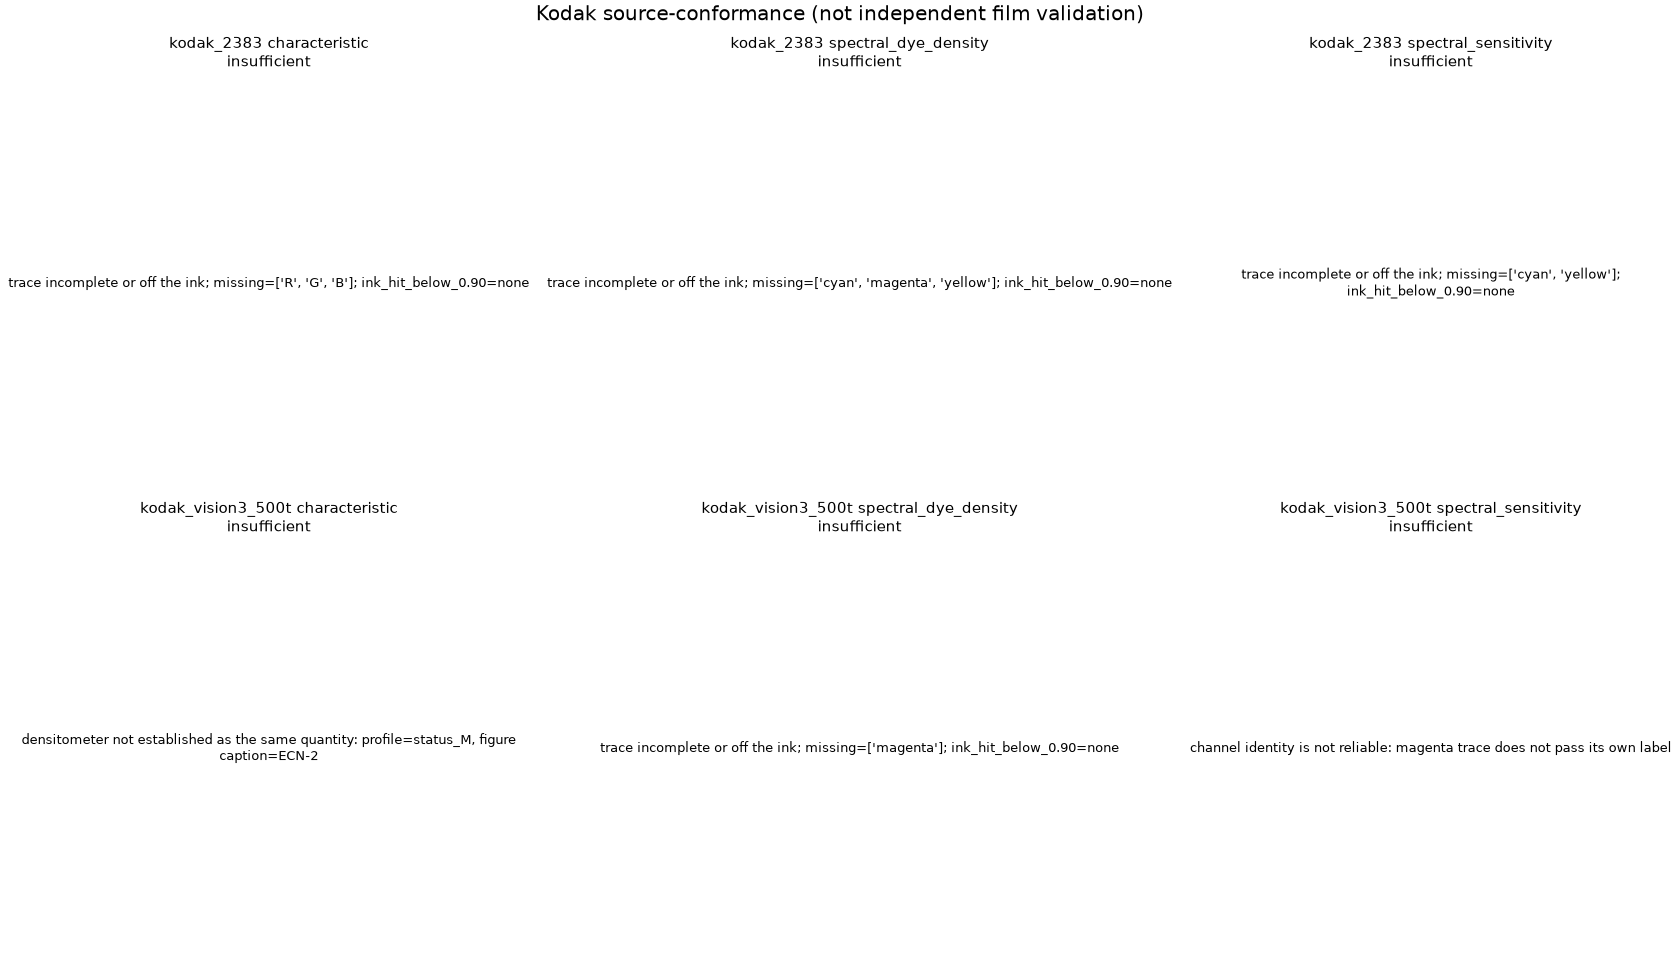 Kodak source-conformance (not independent film validation)
kodak_2383 characteristic
insufficient
kodak_2383 spectral_dye_density
insufficient
kodak_2383 spectral_sensitivity
insufficient
trace incomplete or off the ink; missing=['R', 'G', 'B']; ink_hit_below_0.90=none
trace incomplete or off the ink; missing=['cyan', 'magenta', 'yellow']; ink_hit_below_0.90=none
trace incomplete or off the ink; missing=['cyan', 'yellow'];
ink_hit_below_0.90=none
kodak_vision3_500t characteristic
insufficient
kodak_vision3_500t spectral_dye_density
insufficient
kodak_vision3_500t spectral_sensitivity
insufficient
densitometer not established as the same quantity: profile=status_M, figure
caption=ECN-2
trace incomplete or off the ink; missing=['magenta']; ink_hit_below_0.90=none
channel identity is not reliable: magenta trace does not pass its own label